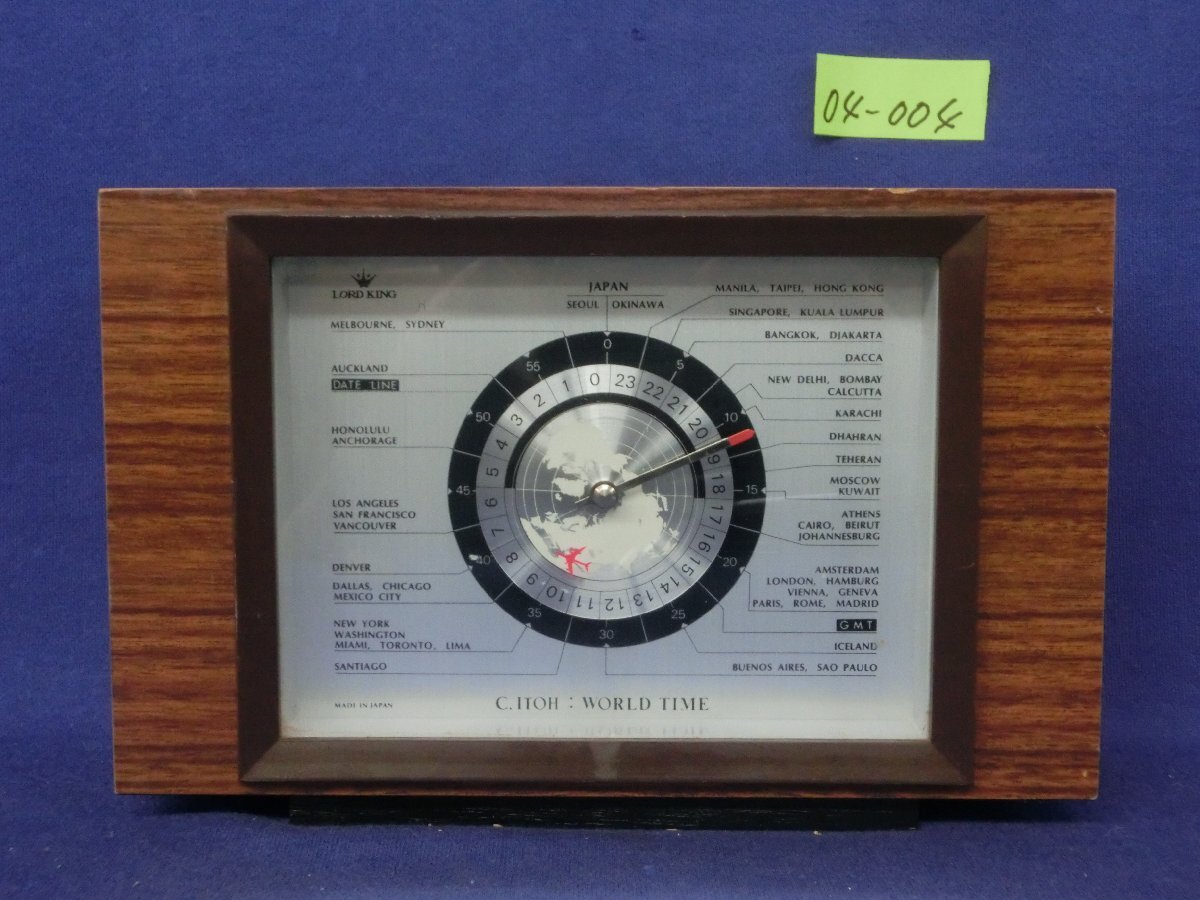 04-004
LORD KING
JAPAN
SEOUL OKINAWA
MELBOURNE, SYDNEY
AUCKLAND
DATE LINE
HONOLULU
ANCHORAGE
LOS ANGELES
SAN FRANCISCO
VANCOUVER
DENVER
DALLAS, CHICAGO
MEXICO CITY
NEW YORK
WASHINGTON
MIAMI, TORONTO, LIMA
SANTIAGO
MANILA, TAIPEI, HONG KONG
SINGAPORE, KUALA LUMPUR
BANGKOK, DJAKARTA
DACCA
NEW DELHI, BOMBAY
CALCUTTA
KARACHI
DHAHRAN
TEHERAN
MOSCOW
KUWAIT
ATHENS
CAIRO, BEIRUT
JOHANNESBURG
AMSTERDAM
LONDON, HAMBURG
VIENNA, GENEVA
PARIS, ROME, MADRID
GMT
ICELAND
BUENOS AIRES, SAO PAULO
0 5 10 15 20 25 30 35 40 45 50 55
0 23 22 21 20 19 18 17 16 15 14 13 12 11 10 9 8 7 6 5 4 3 2 1
MADE IN JAPAN
C.ITOH : WORLD TIME